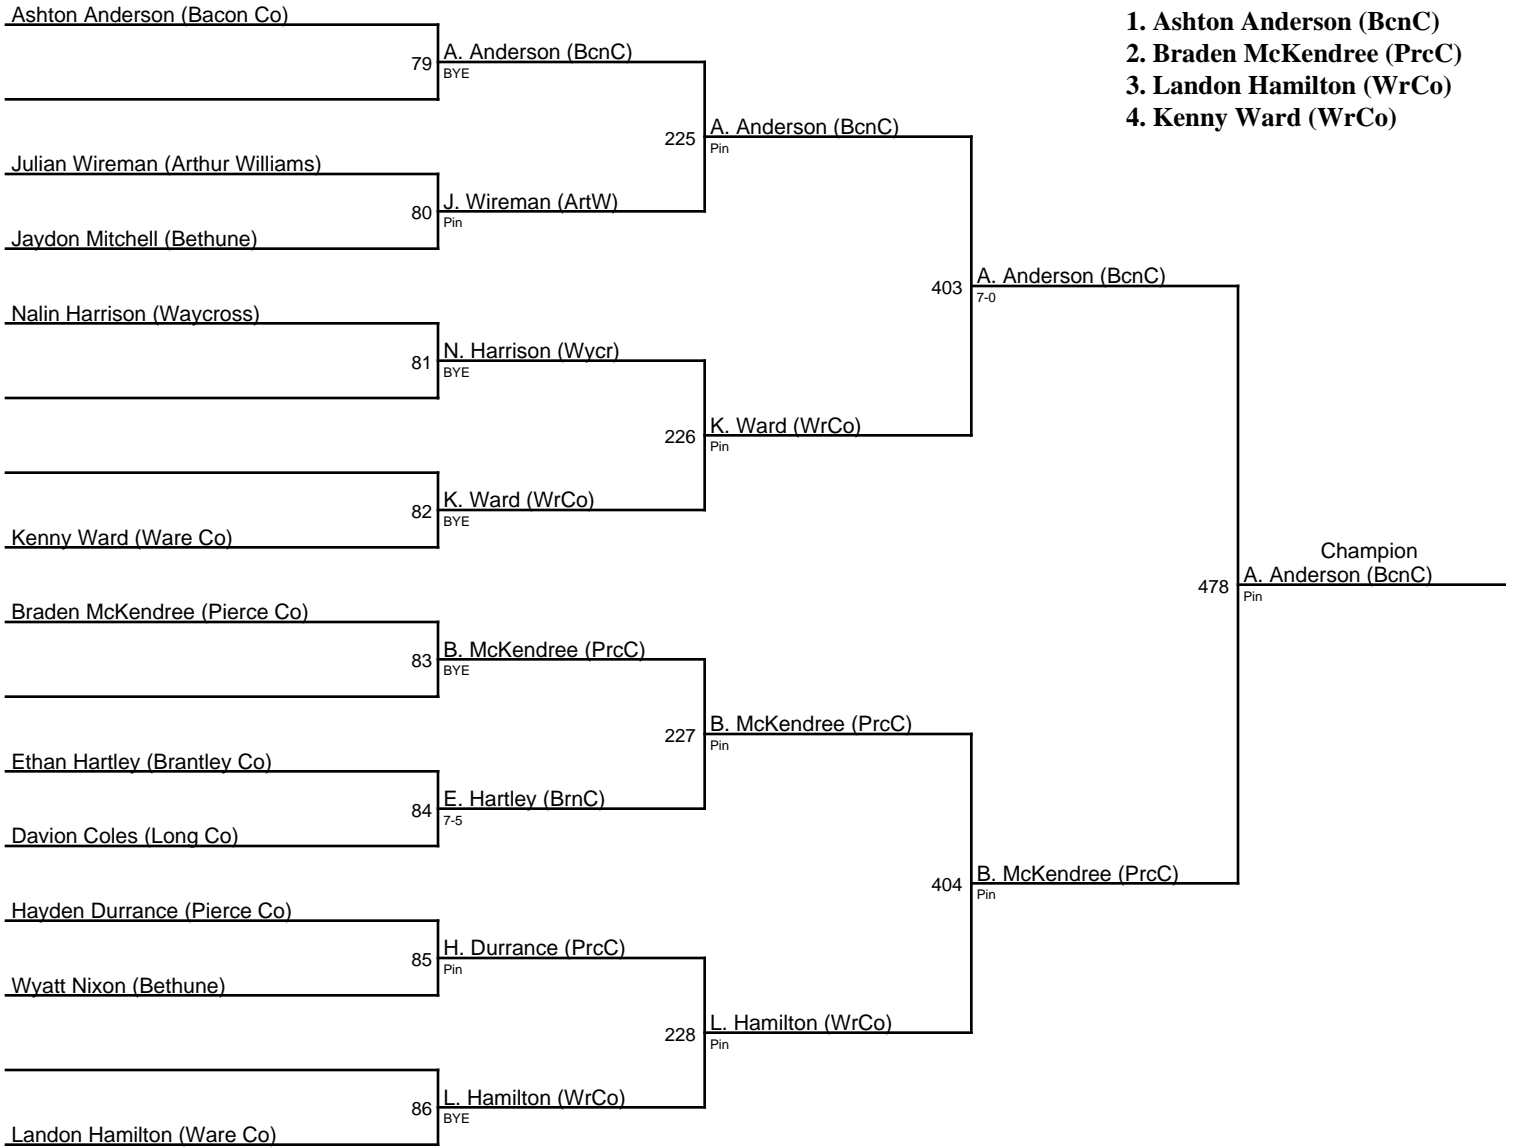 Ashton Anderson (Bacon Co)
79
A. Anderson (BcnC)
BYE
Julian Wireman (Arthur Williams)
80
J. Wireman (ArtW)
Pin
Jaydon Mitchell (Bethune)
225
A. Anderson (BcnC)
Pin
Nalin Harrison (Waycross)
81
N. Harrison (Wycr)
BYE
82
K. Ward (WrCo)
BYE
Kenny Ward (Ware Co)
226
K. Ward (WrCo)
Pin
403
A. Anderson (BcnC)
7-0
Braden McKendree (Pierce Co)
83
B. McKendree (PrcC)
BYE
Ethan Hartley (Brantley Co)
84
E. Hartley (BrnC)
7-5
Davion Coles (Long Co)
227
B. McKendree (PrcC)
Pin
Hayden Durrance (Pierce Co)
85
H. Durrance (PrcC)
Pin
Wyatt Nixon (Bethune)
86
L. Hamilton (WrCo)
BYE
Landon Hamilton (Ware Co)
228
L. Hamilton (WrCo)
Pin
404
B. McKendree (PrcC)
Pin
478
Champion
A. Anderson (BcnC)
Pin
1. Ashton Anderson (BcnC)
2. Braden McKendree (PrcC)
3. Landon Hamilton (WrCo)
4. Kenny Ward (WrCo)